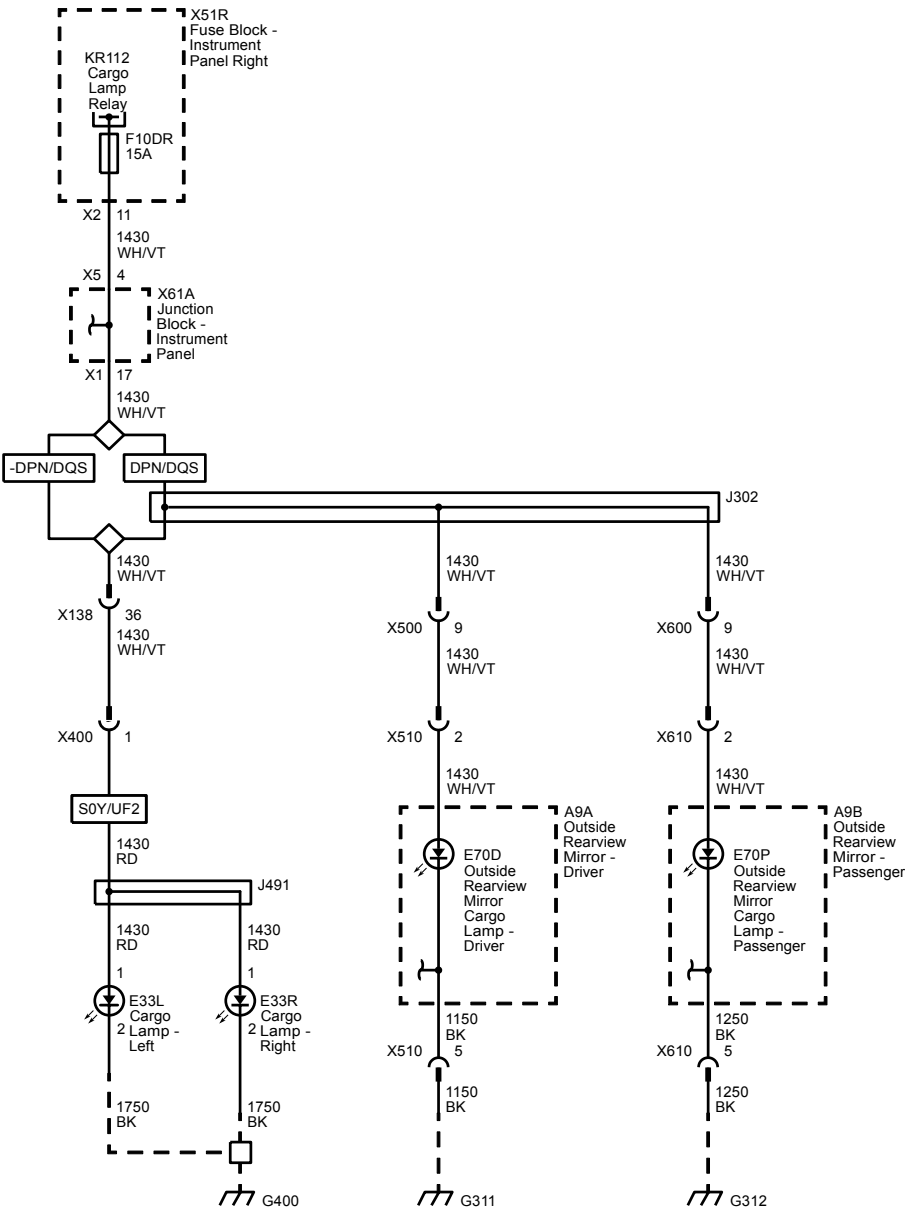 X51R
Fuse Block -
Instrument
Panel Right
KR112
Cargo
Lamp
Relay
F10DR
15A
X2 11
1430
WH/VT
X5 4
X61A
Junction
Block -
Instrument
Panel
X1 17
1430
WH/VT
-DPN/DQS
DPN/DQS
J302
1430
WH/VT
1430
WH/VT
1430
WH/VT
X138 36
X500 9
X600 9
1430
WH/VT
1430
WH/VT
1430
WH/VT
X400 1
X510 2
X610 2
1430
WH/VT
1430
WH/VT
S0Y/UF2
A9A
Outside
Rearview
Mirror -
Driver
A9B
Outside
Rearview
Mirror -
Passenger
1430
RD
E70D
Outside
Rearview
Mirror
Cargo
Lamp -
Driver
E70P
Outside
Rearview
Mirror
Cargo
Lamp -
Passenger
J491
1430
RD
1430
RD
1
1
E33L
Cargo
2 Lamp -
Left
E33R
Cargo
2 Lamp -
Right
1150
BK
1250
BK
X510 5
X610 5
1750
BK
1750
BK
1150
BK
1250
BK
G400
G311
G312